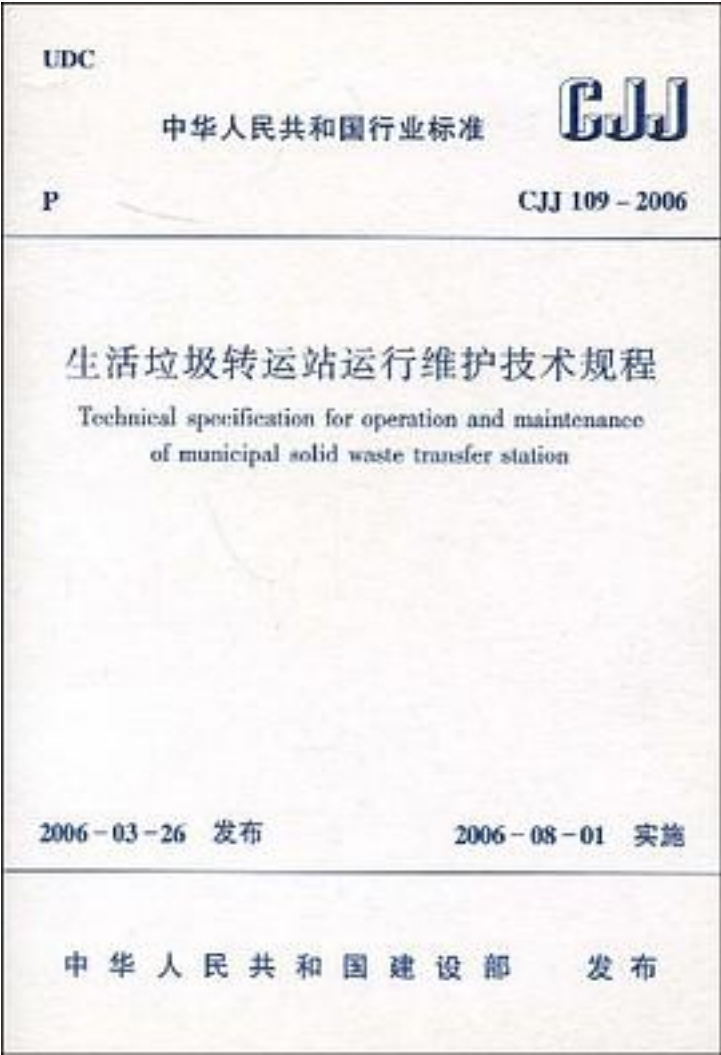 UDC
中华人民共和国行业标准
CJJ
P
CJJ 109－2006
生活垃圾转运站运行维护技术规程
Technical specification for operation and maintenance
of municipal solid waste transfer station
2006－03－26 发布
2006－08－01 实施
中华人民共和国建设部 发布